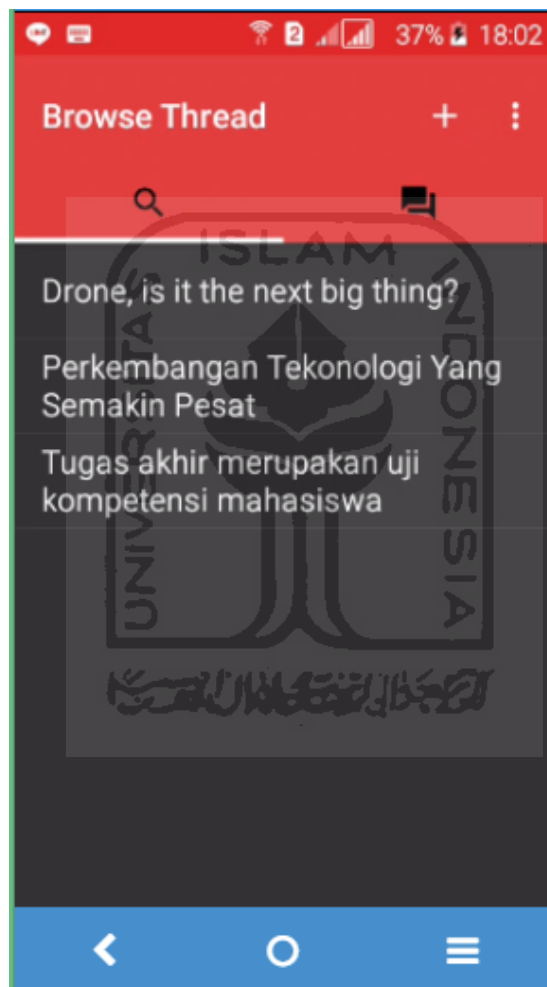 2 37% 18:02
Browse Thread
ISLAM
UNIVERSITAS
INDONESIA
Drone, is it the next big thing?
Perkembangan Tekonologi Yang
Semakin Pesat
Tugas akhir merupakan uji
kompetensi mahasiswa